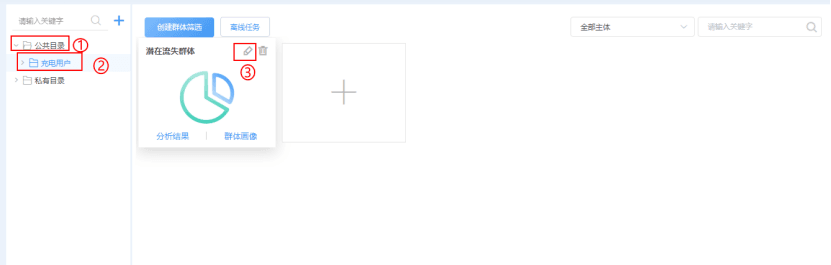 请输入关键字
公共目录 ①
充电用户 ②
私有目录
创建群体筛选 离线任务 全部主体 请输入关键字
潜在流失群体
③
分析结果 群体画像